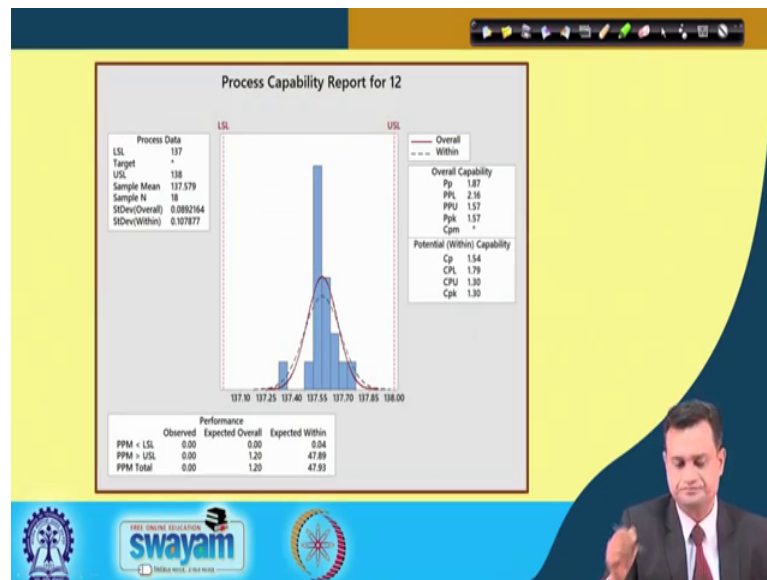 Process Capability Report for 12
LSL
USL
Process Data
LSL 137
Target *
USL 138
Sample Mean 137.579
Sample N 18
StDev(Overall) 0.0892164
StDev(Within) 0.107877
Overall
Within
Overall Capability
Pp 1.87
PPL 2.16
PPU 1.57
Ppk 1.57
Cpm *
Potential (Within) Capability
Cp 1.54
CPL 1.79
CPU 1.30
Cpk 1.30
137.10 137.25 137.40 137.55 137.70 137.85 138.00
Performance
Observed Expected Overall Expected Within
PPM < LSL 0.00 0.00 0.04
PPM > USL 0.00 1.20 47.89
PPM Total 0.00 1.20 47.93
FREE ONLINE EDUCATION
swayam